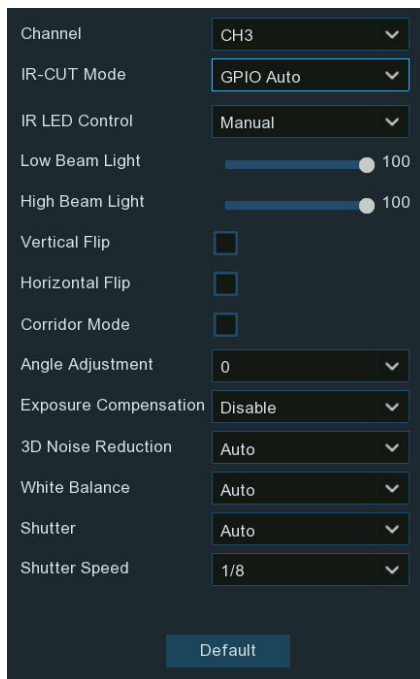 Channel CH3
IR-CUT Mode GPIO Auto
IR LED Control Manual
Low Beam Light 100
High Beam Light 100
Vertical Flip
Horizontal Flip
Corridor Mode
Angle Adjustment 0
Exposure Compensation Disable
3D Noise Reduction Auto
White Balance Auto
Shutter Auto
Shutter Speed 1/8
Default